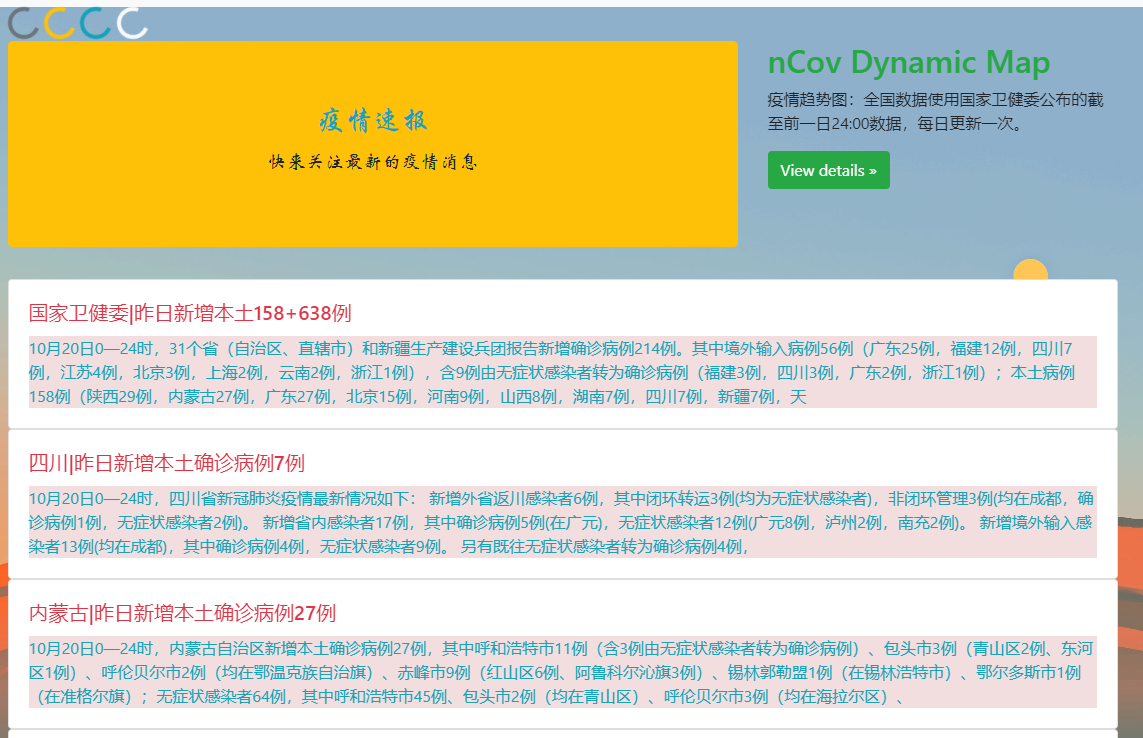 疫情速报
快来关注最新的疫情消息
nCov Dynamic Map
疫情趋势图：全国数据使用国家卫健委公布的截
至前一日24:00数据，每日更新一次。
View details »
国家卫健委|昨日新增本土158+638例
10月20日0—24时，31个省（自治区、直辖市）和新疆生产建设兵团报告新增确诊病例214例。其中境外输入病例56例（广东25例，福建12例，四川7
例，江苏4例，北京3例，上海2例，云南2例，浙江1例），含9例由无症状感染者转为确诊病例（福建3例，四川3例，广东2例，浙江1例）；本土病例
158例（陕西29例，内蒙古27例，广东27例，北京15例，河南9例，山西8例，湖南7例，四川7例，新疆7例，天
四川|昨日新增本土确诊病例7例
10月20日0—24时，四川省新冠肺炎疫情最新情况如下： 新增外省返川感染者6例，其中闭环转运3例(均为无症状感染者)，非闭环管理3例(均在成都，确
诊病例1例，无症状感染者2例)。 新增省内感染者17例，其中确诊病例5例(在广元)，无症状感染者12例(广元8例，泸州2例，南充2例)。 新增境外输入感
染者13例(均在成都)，其中确诊病例4例，无症状感染者9例。 另有既往无症状感染者转为确诊病例4例，
内蒙古|昨日新增本土确诊病例27例
10月20日0—24时，内蒙古自治区新增本土确诊病例27例，其中呼和浩特市11例（含3例由无症状感染者转为确诊病例）、包头市3例（青山区2例、东河
区1例）、呼伦贝尔市2例（均在鄂温克族自治旗）、赤峰市9例（红山区6例、阿鲁科尔沁旗3例）、锡林郭勒盟1例（在锡林浩特市）、鄂尔多斯市1例
（在准格尔旗）；无症状感染者64例，其中呼和浩特市45例、包头市2例（均在青山区）、呼伦贝尔市3例（均在海拉尔区）、